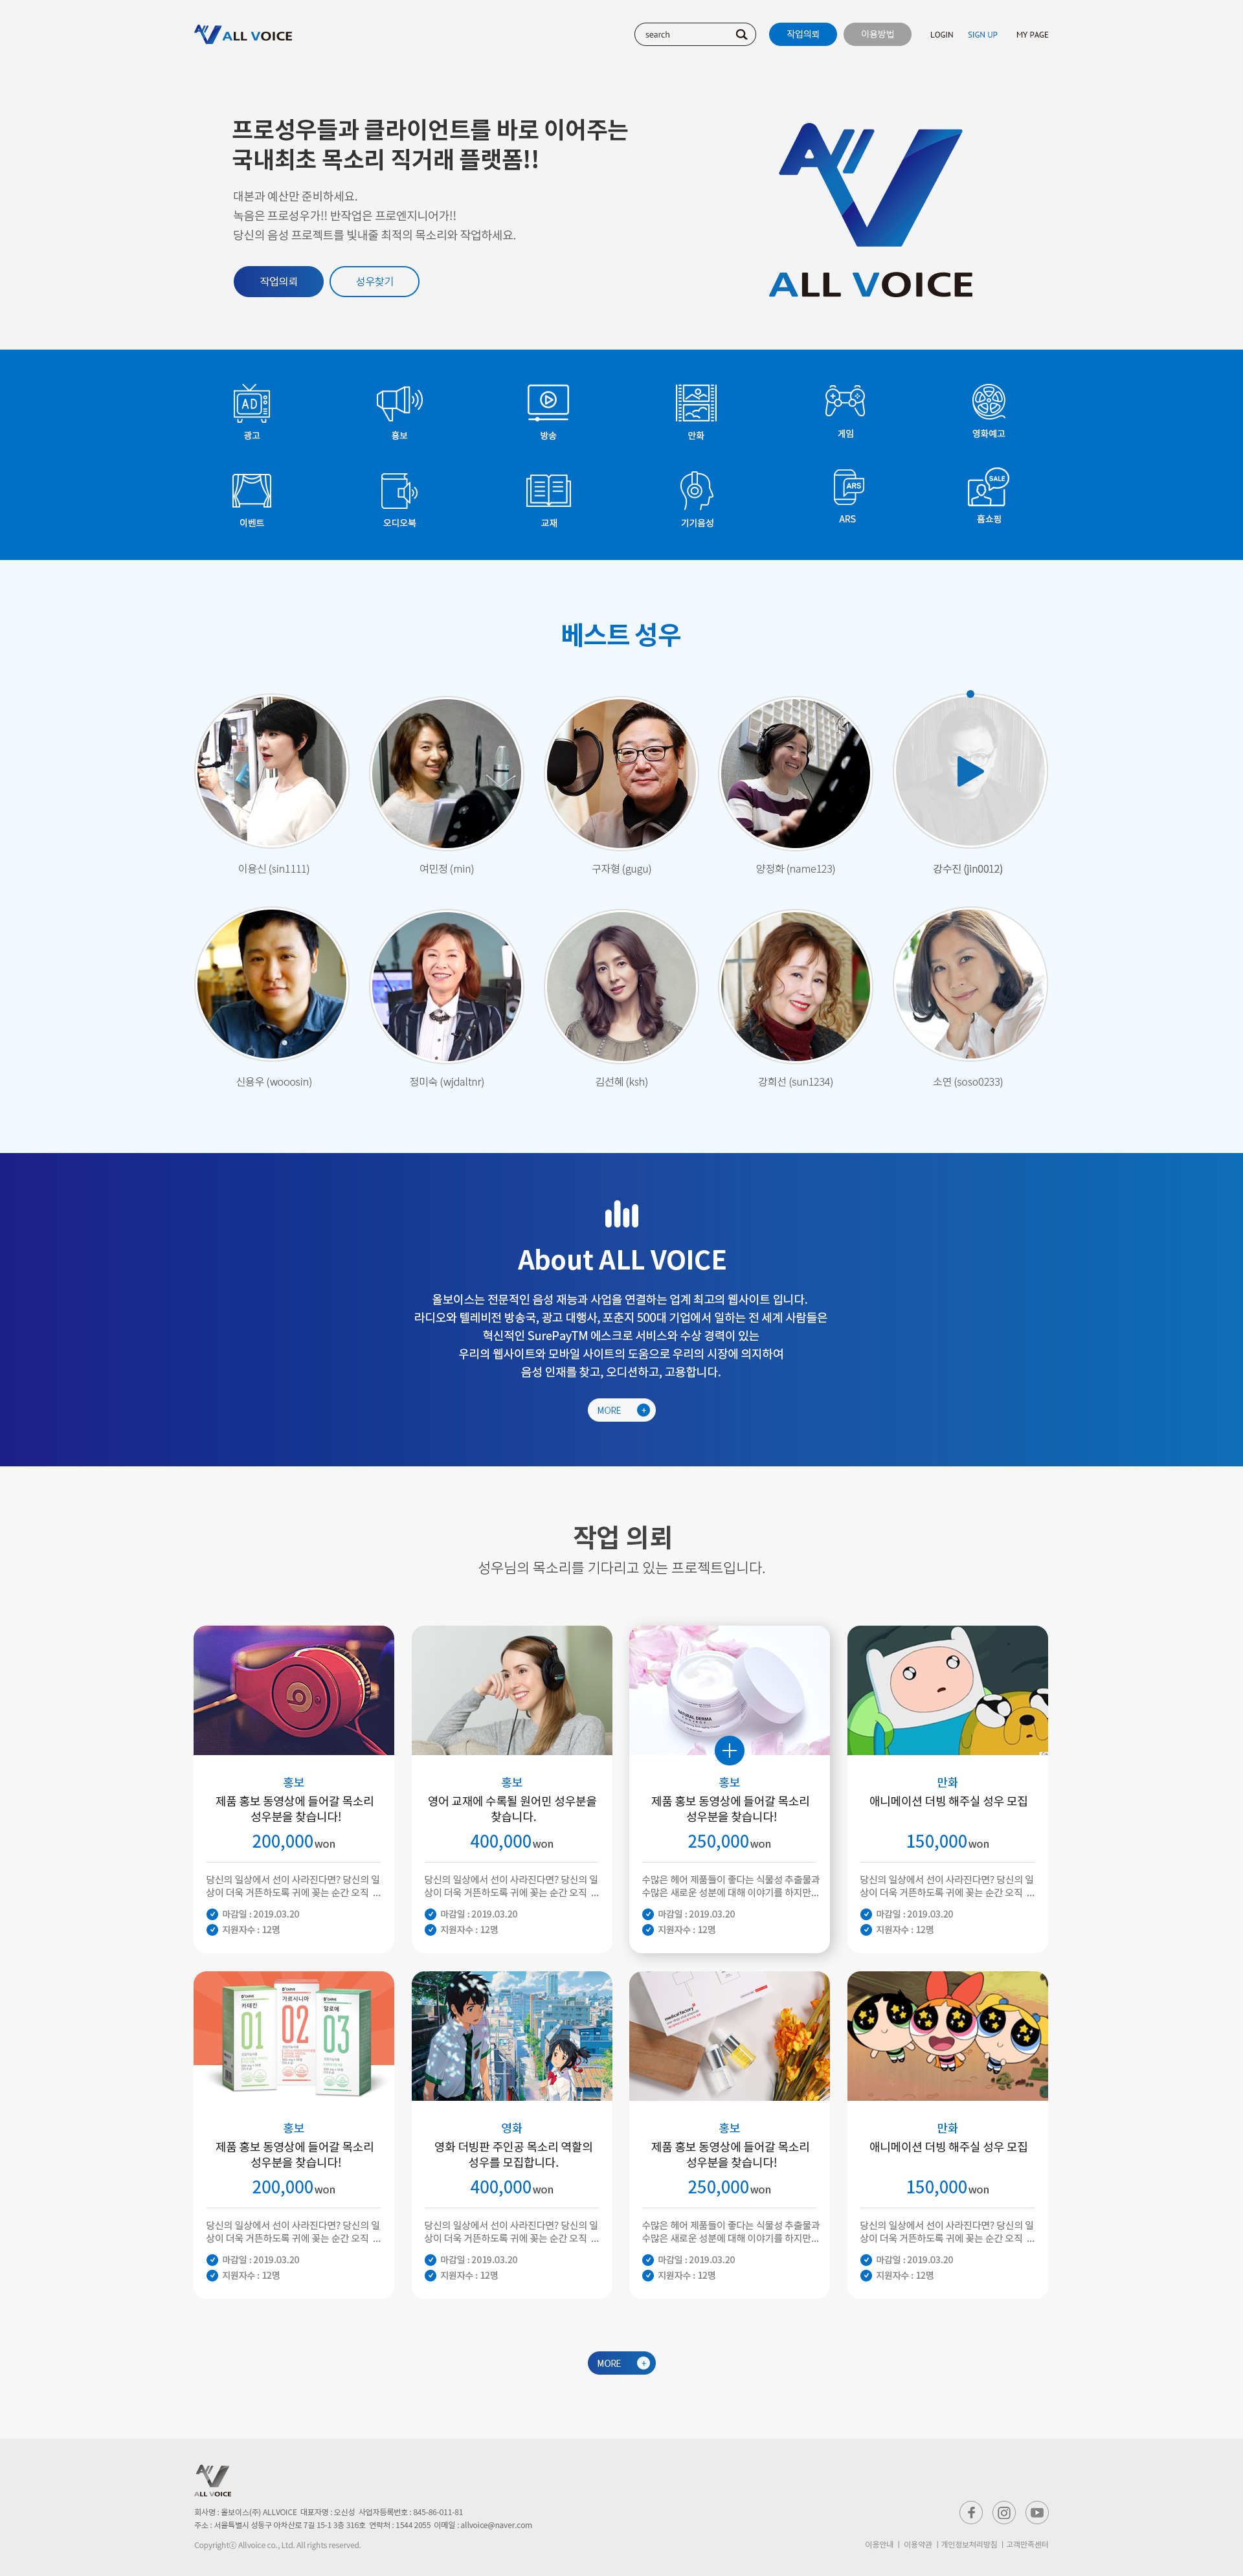 ALL VOICE
search
작업의뢰
이용방법
LOGIN
SIGN UP
MY PAGE
프로성우들과 클라이언트를 바로 이어주는
국내최초 목소리 직거래 플랫폼!!
대본과 예산만 준비하세요.
녹음은 프로성우가!! 반작업은 프로엔지니어가!!
당신의 음성 프로젝트를 빛내줄 최적의 목소리와 작업하세요.
작업의뢰
성우찾기
ALL VOICE
AD
광고
홍보
방송
만화
게임
영화예고
ARS
SALE
이벤트
오디오북
교재
기기음성
ARS
홈쇼핑
베스트 성우
이용신 (sin1111)
여민정 (min)
구자형 (gugu)
양정화 (name123)
강수진 (jin0012)
신용우 (wooosin)
정미숙 (wjdaltnr)
김선혜 (ksh)
강희선 (sun1234)
소연 (soso0233)
About ALL VOICE
올보이스는 전문적인 음성 재능과 사업을 연결하는 업계 최고의 웹사이트 입니다.
라디오와 텔레비전 방송국, 광고 대행사, 포춘지 500대 기업에서 일하는 전 세계 사람들은
혁신적인 SurePayTM 에스크로 서비스와 수상 경력이 있는
우리의 웹사이트와 모바일 사이트의 도움으로 우리의 시장에 의지하여
음성 인재를 찾고, 오디션하고, 고용합니다.
MORE +
작업 의뢰
성우님의 목소리를 기다리고 있는 프로젝트입니다.
홍보
제품 홍보 동영상에 들어갈 목소리
성우분을 찾습니다!
200,000won
당신의 일상에서 선이 사라진다면? 당신의 일
상이 더욱 거뜬하도록 귀에 꽂는 순간 오직 ...
마감일 : 2019.03.20
지원자수 : 12명
홍보
영어 교재에 수록될 원어민 성우분을
찾습니다.
400,000won
당신의 일상에서 선이 사라진다면? 당신의 일
상이 더욱 거뜬하도록 귀에 꽂는 순간 오직 ...
마감일 : 2019.03.20
지원자수 : 12명
NATURAL DERMA
홍보
제품 홍보 동영상에 들어갈 목소리
성우분을 찾습니다!
250,000won
수많은 헤어 제품들이 좋다는 식물성 추출물과
수많은 새로운 성분에 대해 이야기를 하지만...
마감일 : 2019.03.20
지원자수 : 12명
만화
애니메이션 더빙 해주실 성우 모집
150,000won
당신의 일상에서 선이 사라진다면? 당신의 일
상이 더욱 거뜬하도록 귀에 꽂는 순간 오직 ...
마감일 : 2019.03.20
지원자수 : 12명
카테킨
01
가르시니아
02
알로에
03
홍보
제품 홍보 동영상에 들어갈 목소리
성우분을 찾습니다!
200,000won
당신의 일상에서 선이 사라진다면? 당신의 일
상이 더욱 거뜬하도록 귀에 꽂는 순간 오직 ...
마감일 : 2019.03.20
지원자수 : 12명
영화
영화 더빙판 주인공 목소리 역할의
성우를 모집합니다.
400,000won
당신의 일상에서 선이 사라진다면? 당신의 일
상이 더욱 거뜬하도록 귀에 꽂는 순간 오직 ...
마감일 : 2019.03.20
지원자수 : 12명
medical factory
홍보
제품 홍보 동영상에 들어갈 목소리
성우분을 찾습니다!
250,000won
수많은 헤어 제품들이 좋다는 식물성 추출물과
수많은 새로운 성분에 대해 이야기를 하지만...
마감일 : 2019.03.20
지원자수 : 12명
만화
애니메이션 더빙 해주실 성우 모집
150,000won
당신의 일상에서 선이 사라진다면? 당신의 일
상이 더욱 거뜬하도록 귀에 꽂는 순간 오직 ...
마감일 : 2019.03.20
지원자수 : 12명
MORE +
ALL VOICE
회사명 : 올보이스(주) ALLVOICE 대표자명 : 오신성 사업자등록번호 : 845-86-011-81
주소 : 서울특별시 성동구 아차산로 7길 15-1 3층 316호 연락처 : 1544 2055 이메일 : allvoice@naver.com
Copyrightⓒ Allvoice co., Ltd. All rights reserved.
이용안내 | 이용약관 | 개인정보처리방침 | 고객만족센터